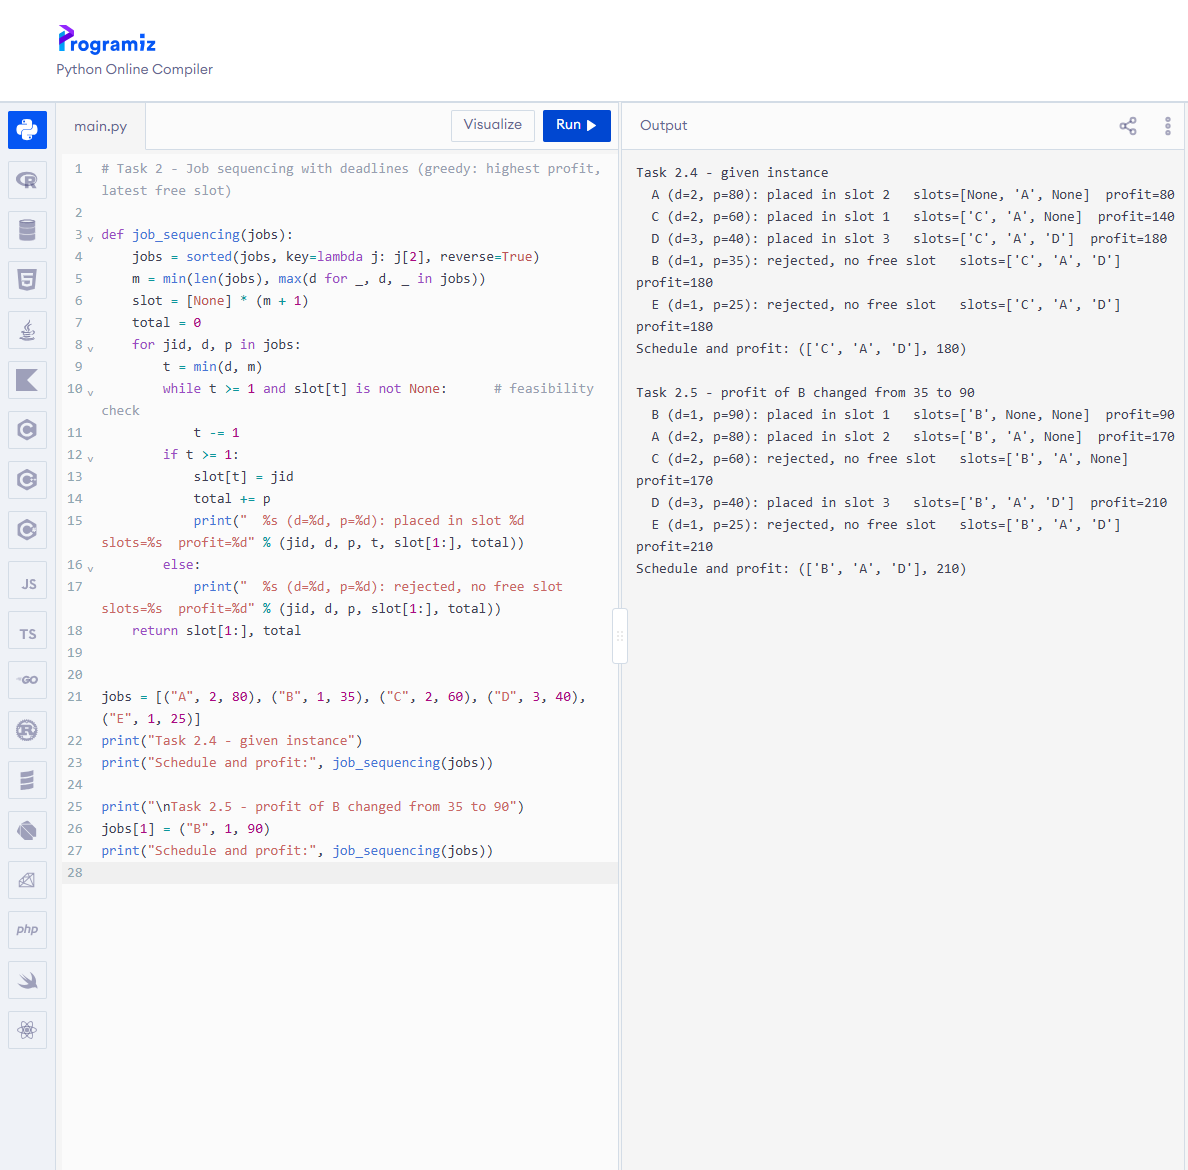 Programiz
Python Online Compiler
main.py
Visualize
Run
1 # Task 2 - Job sequencing with deadlines (greedy: highest profit,
latest free slot)
2
3 def job_sequencing(jobs):
4     jobs = sorted(jobs, key=lambda j: j[2], reverse=True)
5     m = min(len(jobs), max(d for _, d, _ in jobs))
6     slot = [None] * (m + 1)
7     total = 0
8     for jid, d, p in jobs:
9         t = min(d, m)
10         while t >= 1 and slot[t] is not None:      # feasibility
check
11             t -= 1
12         if t >= 1:
13             slot[t] = jid
14             total += p
15             print("  %s (d=%d, p=%d): placed in slot %d
slots=%s  profit=%d" % (jid, d, p, t, slot[1:], total))
16         else:
17             print("  %s (d=%d, p=%d): rejected, no free slot
slots=%s  profit=%d" % (jid, d, p, slot[1:], total))
18     return slot[1:], total
19
20
21 jobs = [("A", 2, 80), ("B", 1, 35), ("C", 2, 60), ("D", 3, 40),
("E", 1, 25)]
22 print("Task 2.4 - given instance")
23 print("Schedule and profit:", job_sequencing(jobs))
24
25 print("\nTask 2.5 - profit of B changed from 35 to 90")
26 jobs[1] = ("B", 1, 90)
27 print("Schedule and profit:", job_sequencing(jobs))
28
Output
Task 2.4 - given instance
  A (d=2, p=80): placed in slot 2   slots=[None, 'A', None]  profit=80
  C (d=2, p=60): placed in slot 1   slots=['C', 'A', None]  profit=140
  D (d=3, p=40): placed in slot 3   slots=['C', 'A', 'D']  profit=180
  B (d=1, p=35): rejected, no free slot   slots=['C', 'A', 'D']
profit=180
  E (d=1, p=25): rejected, no free slot   slots=['C', 'A', 'D']
profit=180
Schedule and profit: (['C', 'A', 'D'], 180)

Task 2.5 - profit of B changed from 35 to 90
  B (d=1, p=90): placed in slot 1   slots=['B', None, None]  profit=90
  A (d=2, p=80): placed in slot 2   slots=['B', 'A', None]  profit=170
  C (d=2, p=60): rejected, no free slot   slots=['B', 'A', None]
profit=170
  D (d=3, p=40): placed in slot 3   slots=['B', 'A', 'D']  profit=210
  E (d=1, p=25): rejected, no free slot   slots=['B', 'A', 'D']
profit=210
Schedule and profit: (['B', 'A', 'D'], 210)
R
C
C
C
JS
TS
GO
R
php